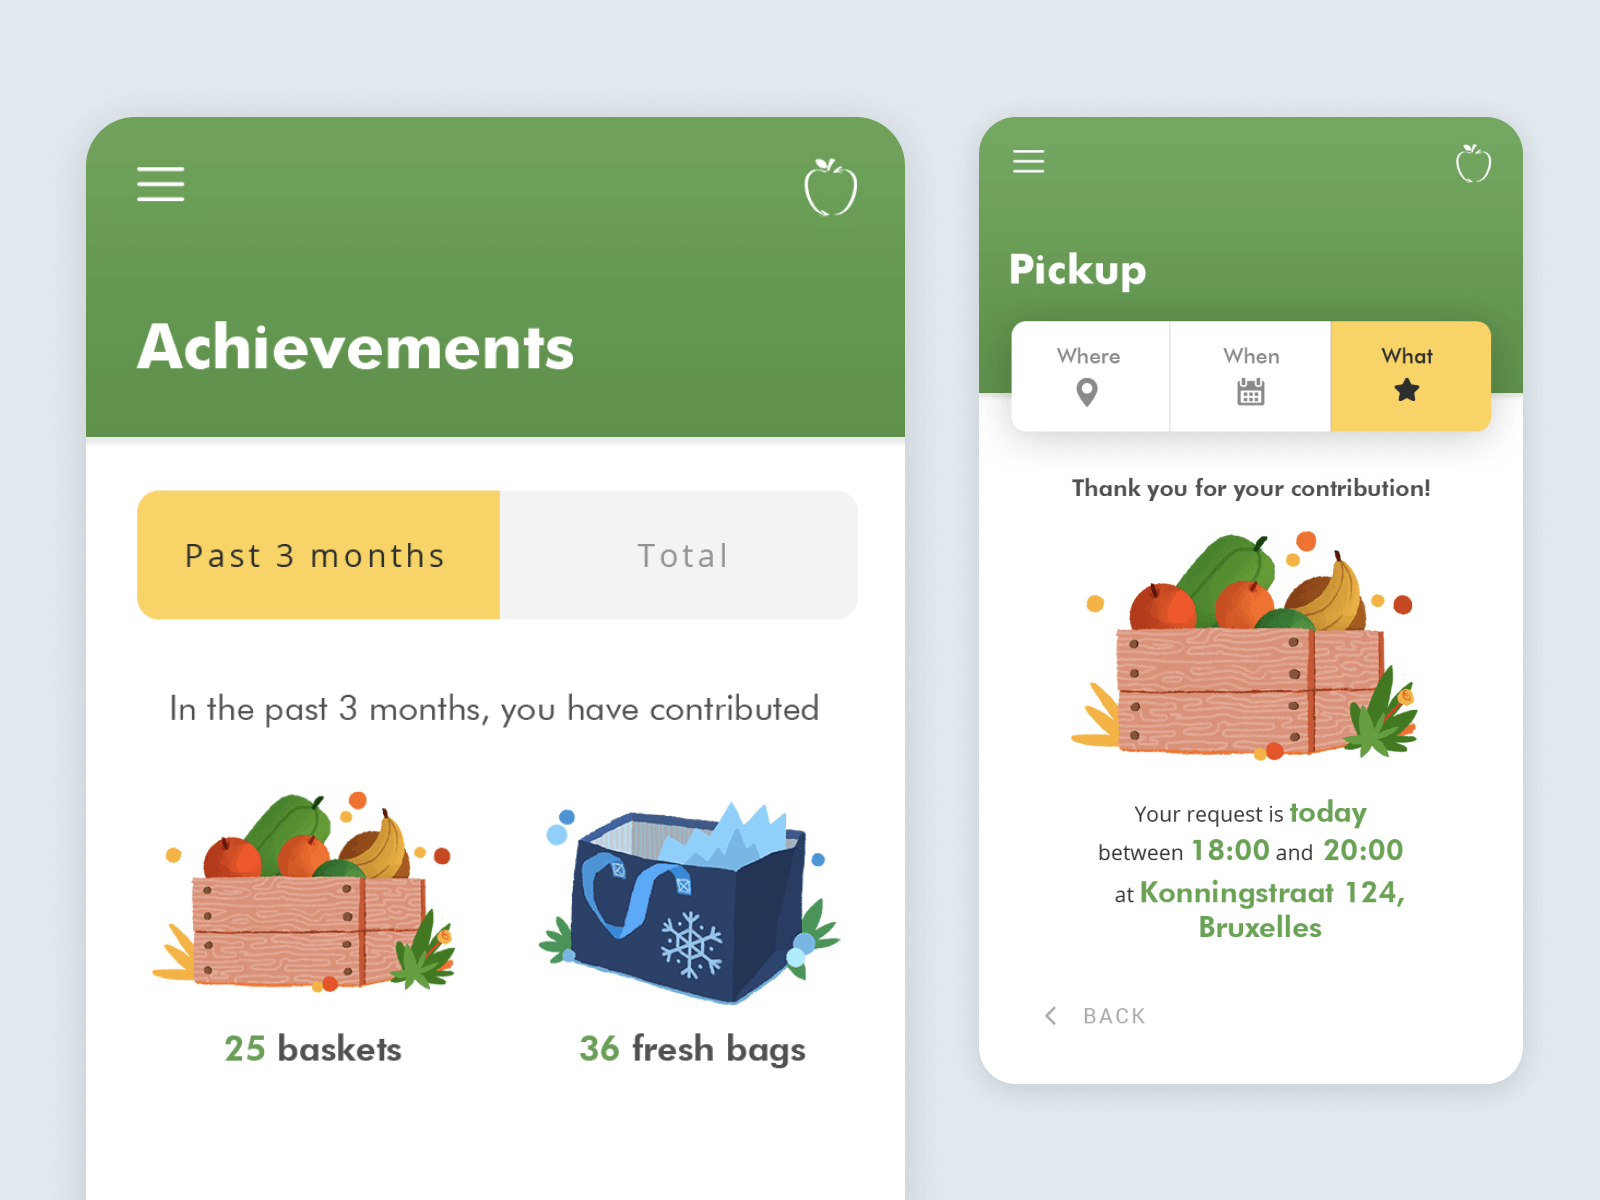 Achievements
Past 3 months
Total
In the past 3 months, you have contributed
25 baskets
36 fresh bags
Pickup
Where
When
What
Thank you for your contribution!
Your request is today
between 18:00 and 20:00
at Konningstraat 124,
Bruxelles
BACK